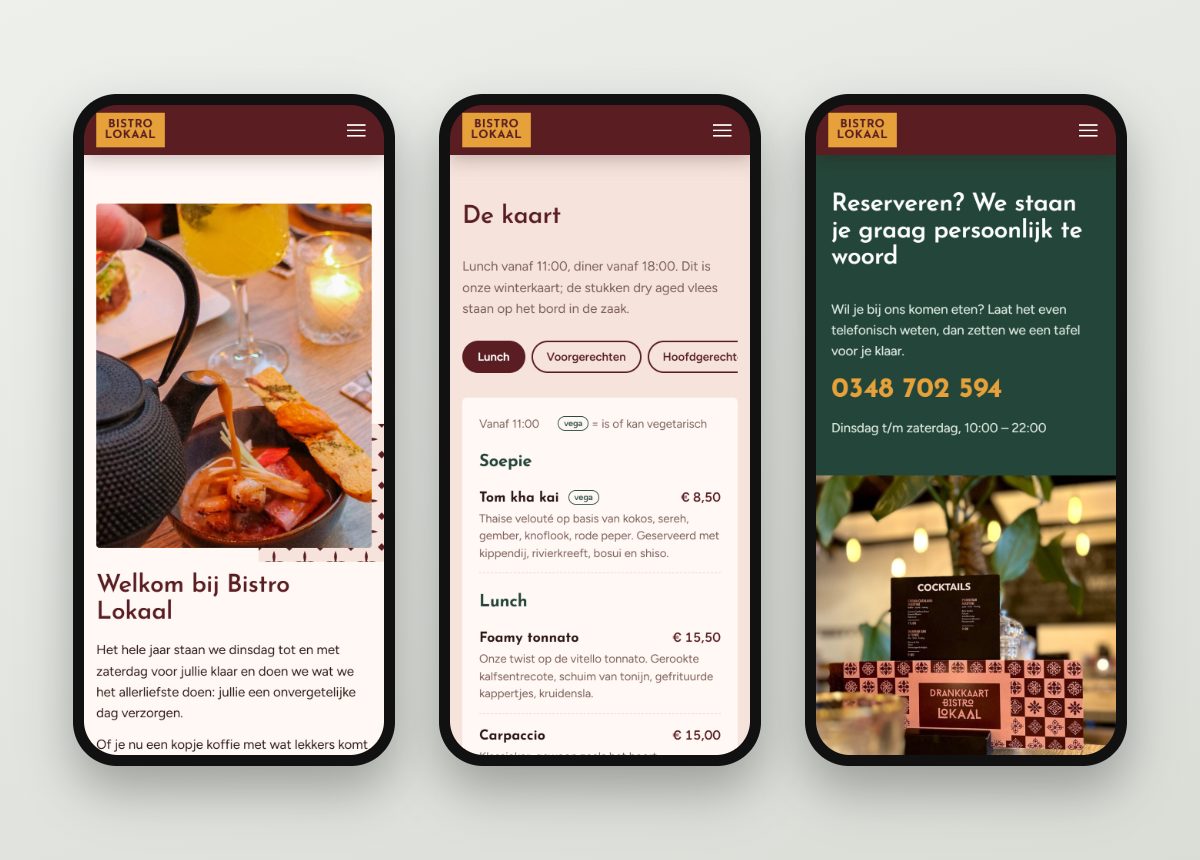 BISTRO
LOKAAL
Welkom bij Bistro
Lokaal
Het hele jaar staan we dinsdag tot en met
zaterdag voor jullie klaar en doen we wat we
het allerliefste doen: jullie een onvergetelijke
dag verzorgen.
Of je nu een kopje koffie met wat lekkers komt
BISTRO
LOKAAL
De kaart
Lunch vanaf 11:00, diner vanaf 18:00. Dit is
onze winterkaart; de stukken dry aged vlees
staan op het bord in de zaak.
Lunch Voorgerechten Hoofdgerecht
Vanaf 11:00 vega = is of kan vegetarisch
Soepie
Tom kha kai vega € 8,50
Thaise velouté op basis van kokos, sereh,
gember, knoflook, rode peper. Geserveerd met
kippendij, rivierkreeft, bosui en shiso.
Lunch
Foamy tonnato € 15,50
Onze twist op de vitello tonnato. Gerookte
kalfsentrecote, schuim van tonijn, gefrituurde
kappertjes, kruidensla.
Carpaccio € 15,00
BISTRO
LOKAAL
Reserveren? We staan
je graag persoonlijk te
woord
Wil je bij ons komen eten? Laat het even
telefonisch weten, dan zetten we een tafel
voor je klaar.
0348 702 594
Dinsdag t/m zaterdag, 10:00 – 22:00
COCKTAILS
DRANKKAART
BISTRO
LOKAAL